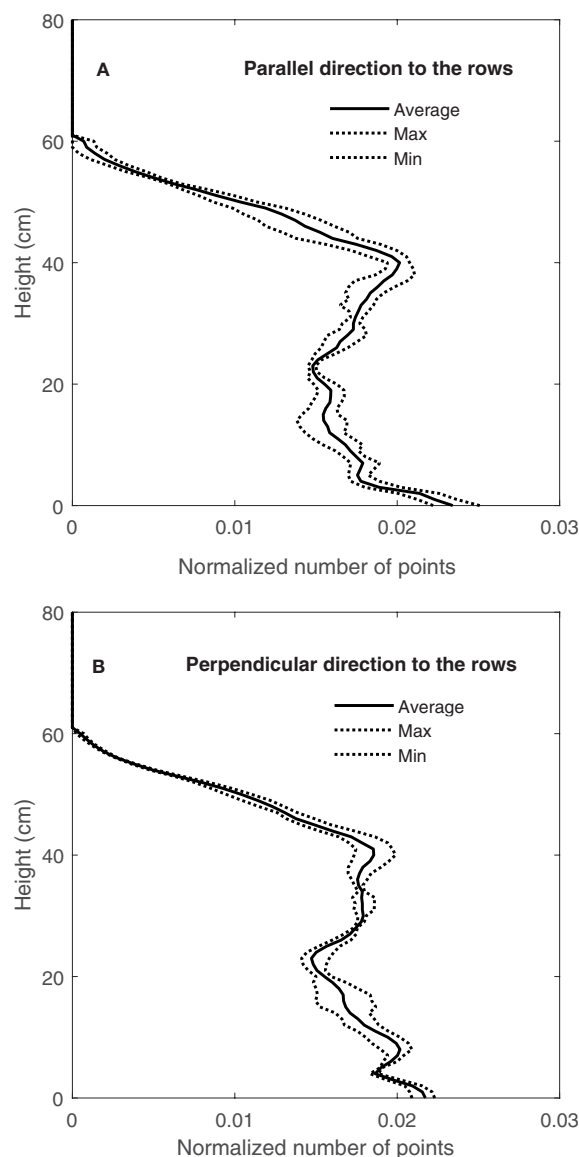 80
A Parallel direction to the rows
Average
Max
Min
60
Height (cm)
40
20
0
0 0.01 0.02 0.03
Normalized number of points
80
B Perpendicular direction to the rows
Average
Max
Min
60
Height (cm)
40
20
0
0 0.01 0.02 0.03
Normalized number of points